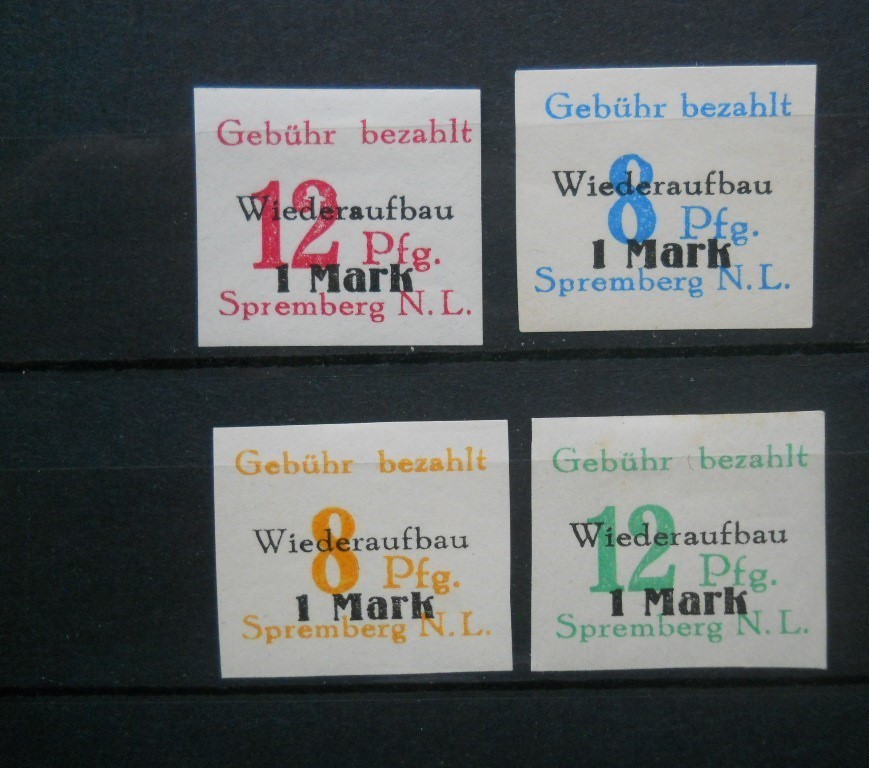 Gebühr bezahlt
Wiederaufbau
12 Pfg.
1 Mark
Spremberg N. L.
Gebühr bezahlt
Wiederaufbau
8 Pfg.
1 Mark
Spremberg N. L.
Gebühr bezahlt
Wiederaufbau
8 Pfg.
1 Mark
Spremberg N. L.
Gebühr bezahlt
Wiederaufbau
12 Pfg.
1 Mark
Spremberg N. L.